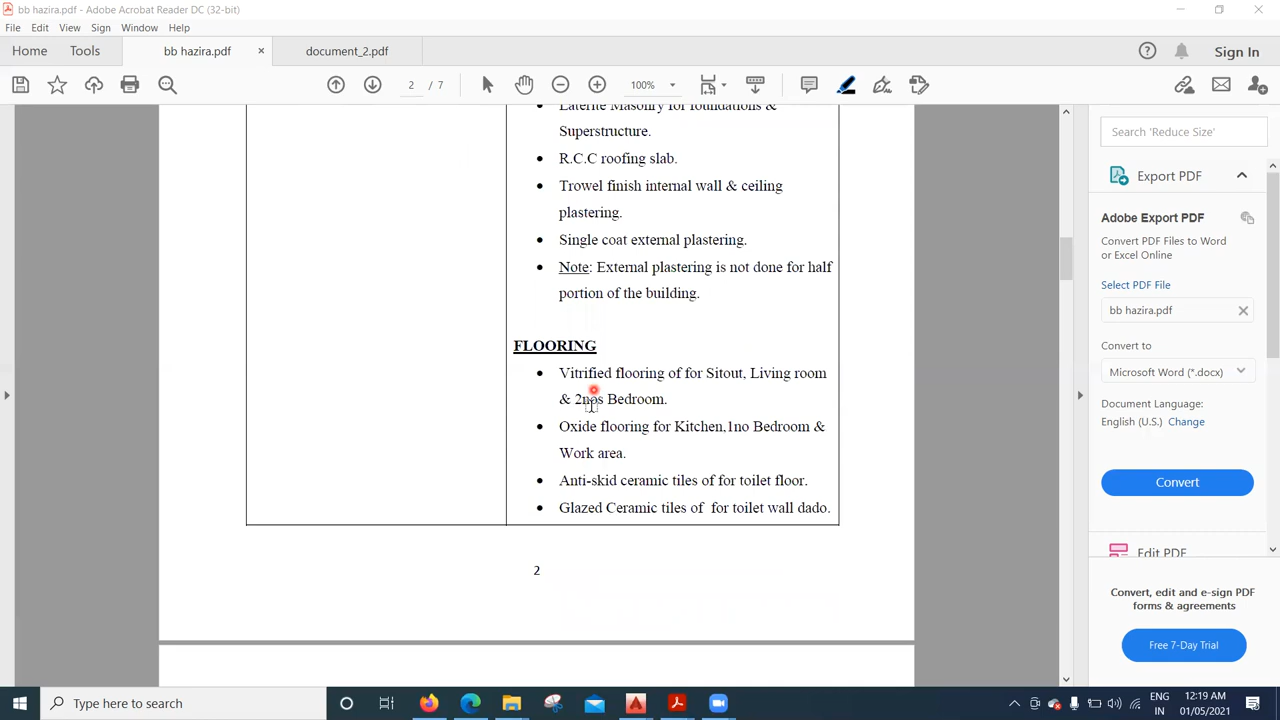 bb hazira.pdf - Adobe Acrobat Reader DC (32-bit)
File Edit View Sign Window Help
Home Tools bb hazira.pdf × document_2.pdf Sign In
2 / 7 100%
Laterite Masonry for foundations &
Superstructure.
• R.C.C roofing slab.
• Trowel finish internal wall & ceiling
plastering.
• Single coat external plastering.
• Note: External plastering is not done for half
portion of the building.
FLOORING
• Vitrified flooring of for Sitout, Living room
& 2nos Bedroom.
• Oxide flooring for Kitchen,1no Bedroom &
Work area.
• Anti-skid ceramic tiles of for toilet floor.
• Glazed Ceramic tiles of for toilet wall dado.
2
Search 'Reduce Size'
Export PDF
Adobe Export PDF
Convert PDF Files to Word
or Excel Online
Select PDF File
bb hazira.pdf
Convert to
Microsoft Word (*.docx)
Document Language:
English (U.S.) Change
Convert
Edit PDF
Convert, edit and e-sign PDF
forms & agreements
Free 7-Day Trial
Type here to search
ENG
IN
12:19 AM
01/05/2021